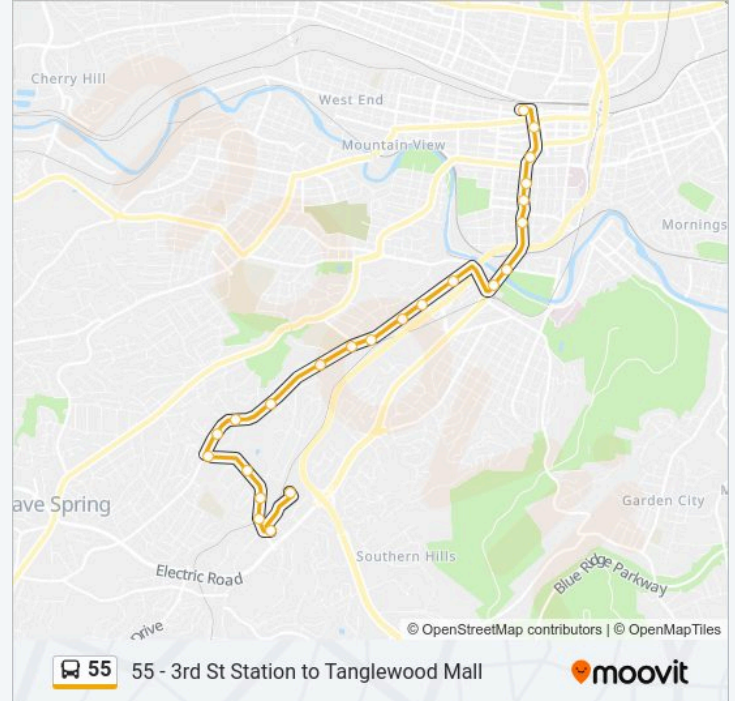 Cherry Hill
West End
Mountain View
Mornings
ave Spring
Garden City
Southern Hills
Electric Road
Blue Ridge Parkway
Drive
© OpenStreetMap contributors | © OpenMapTiles
55 55 - 3rd St Station to Tanglewood Mall
moovit